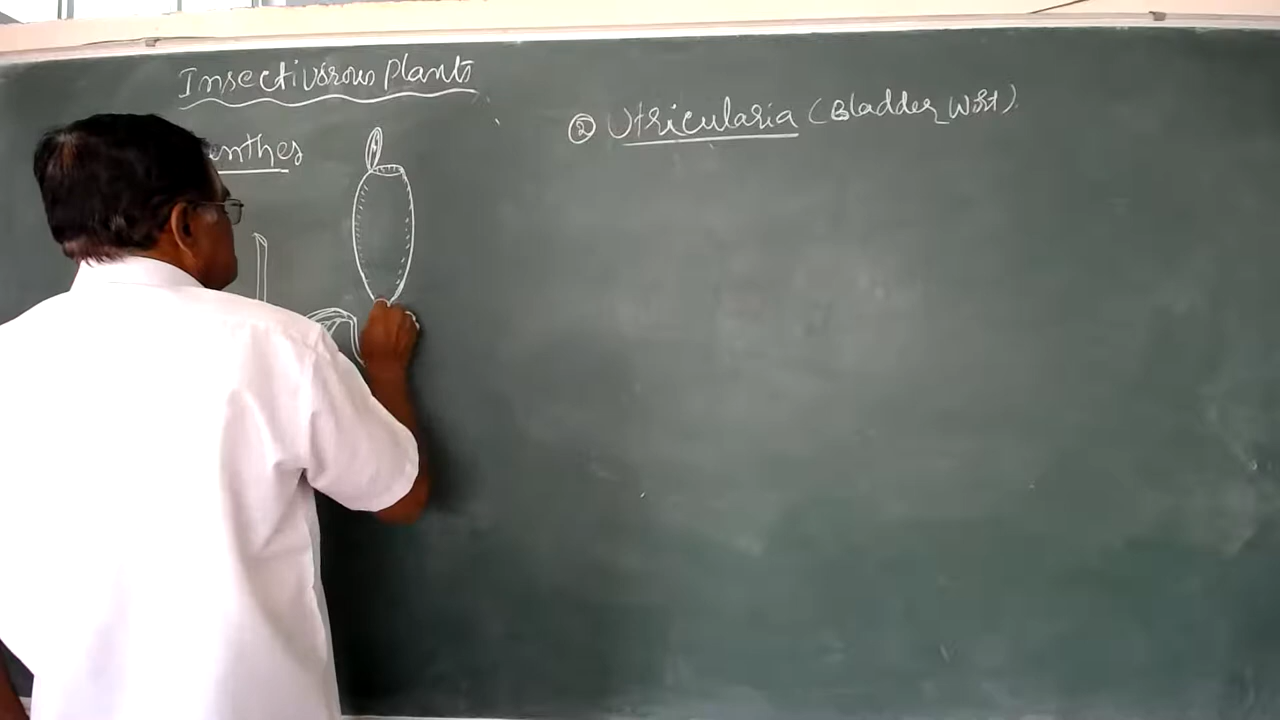 Insectivorous Plants
enthes
② Utricularia (Bladder Wort)